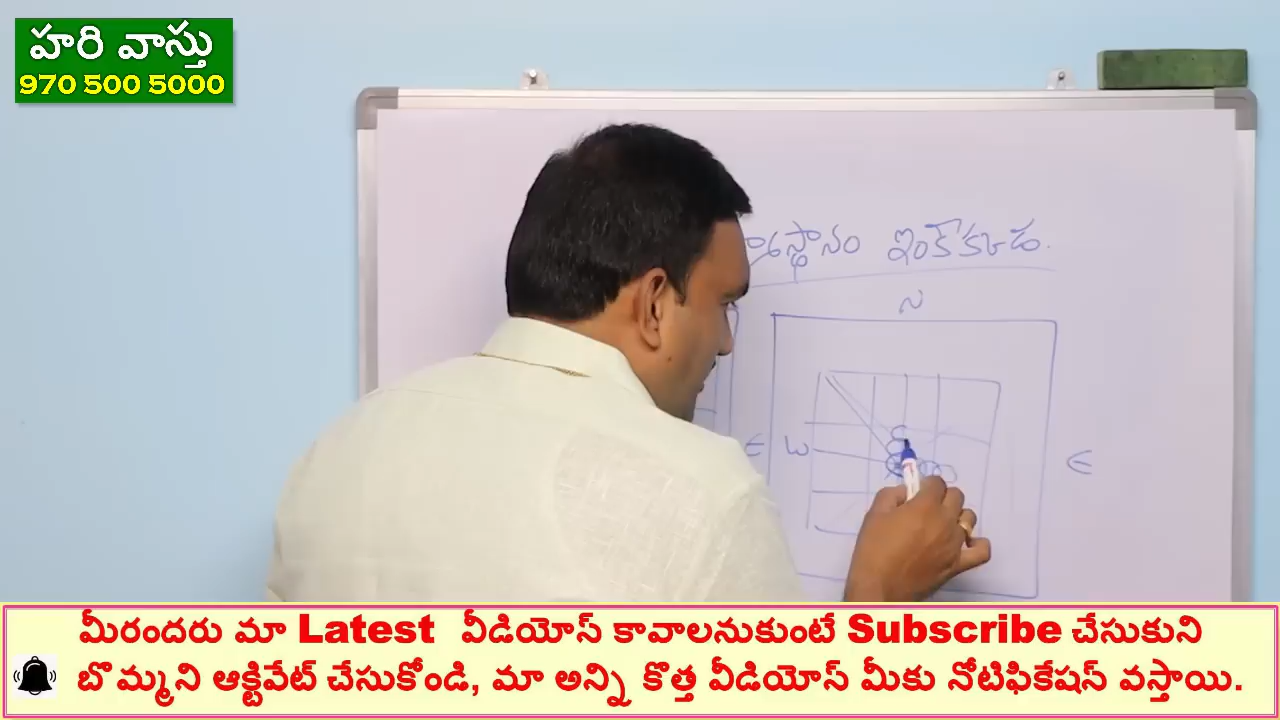 హరి వాస్తు
970 500 5000
N
E W E
మీరందరు మా Latest వీడియోస్ కావాలనుకుంటే Subscribe చేసుకుని
బొమ్మని ఆక్టివేట్ చేసుకోండి, మా అన్ని కొత్త వీడియోస్ మీకు నోటిఫికేషన్ వస్తాయి.